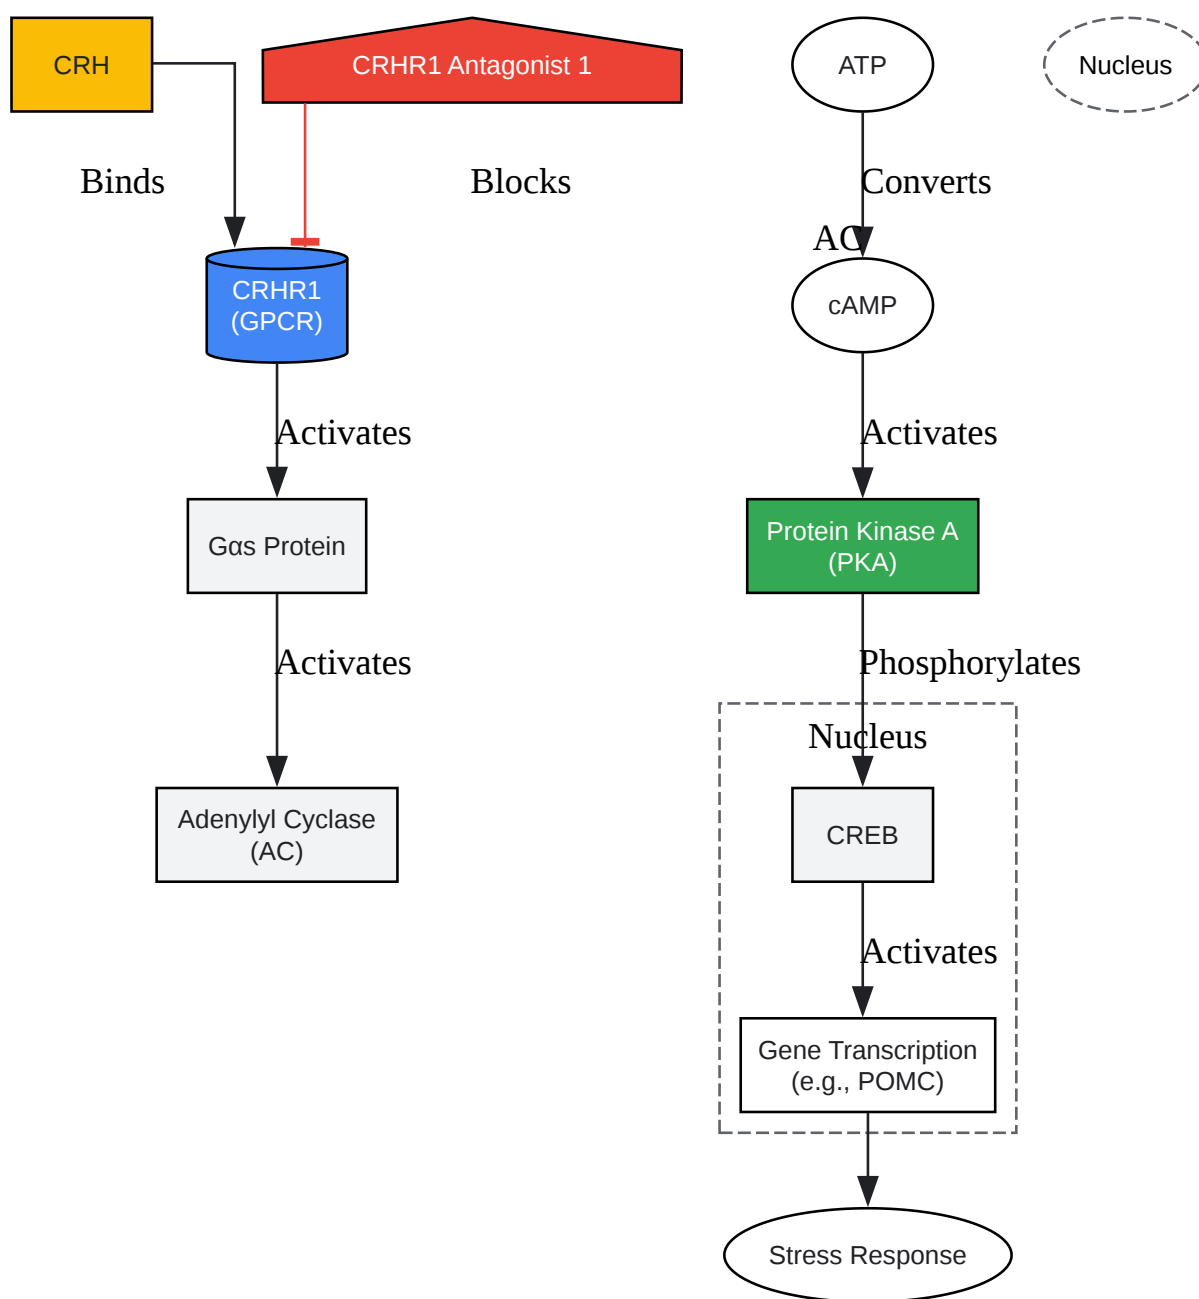 CRH
CRHR1 Antagonist 1
ATP
Nucleus
Binds
Blocks
Converts
AC
CRHR1
(GPCR)
cAMP
Activates
Activates
Gαs Protein
Protein Kinase A
(PKA)
Activates
Phosphorylates
Nucleus
Adenylyl Cyclase
(AC)
CREB
Activates
Gene Transcription
(e.g., POMC)
Stress Response